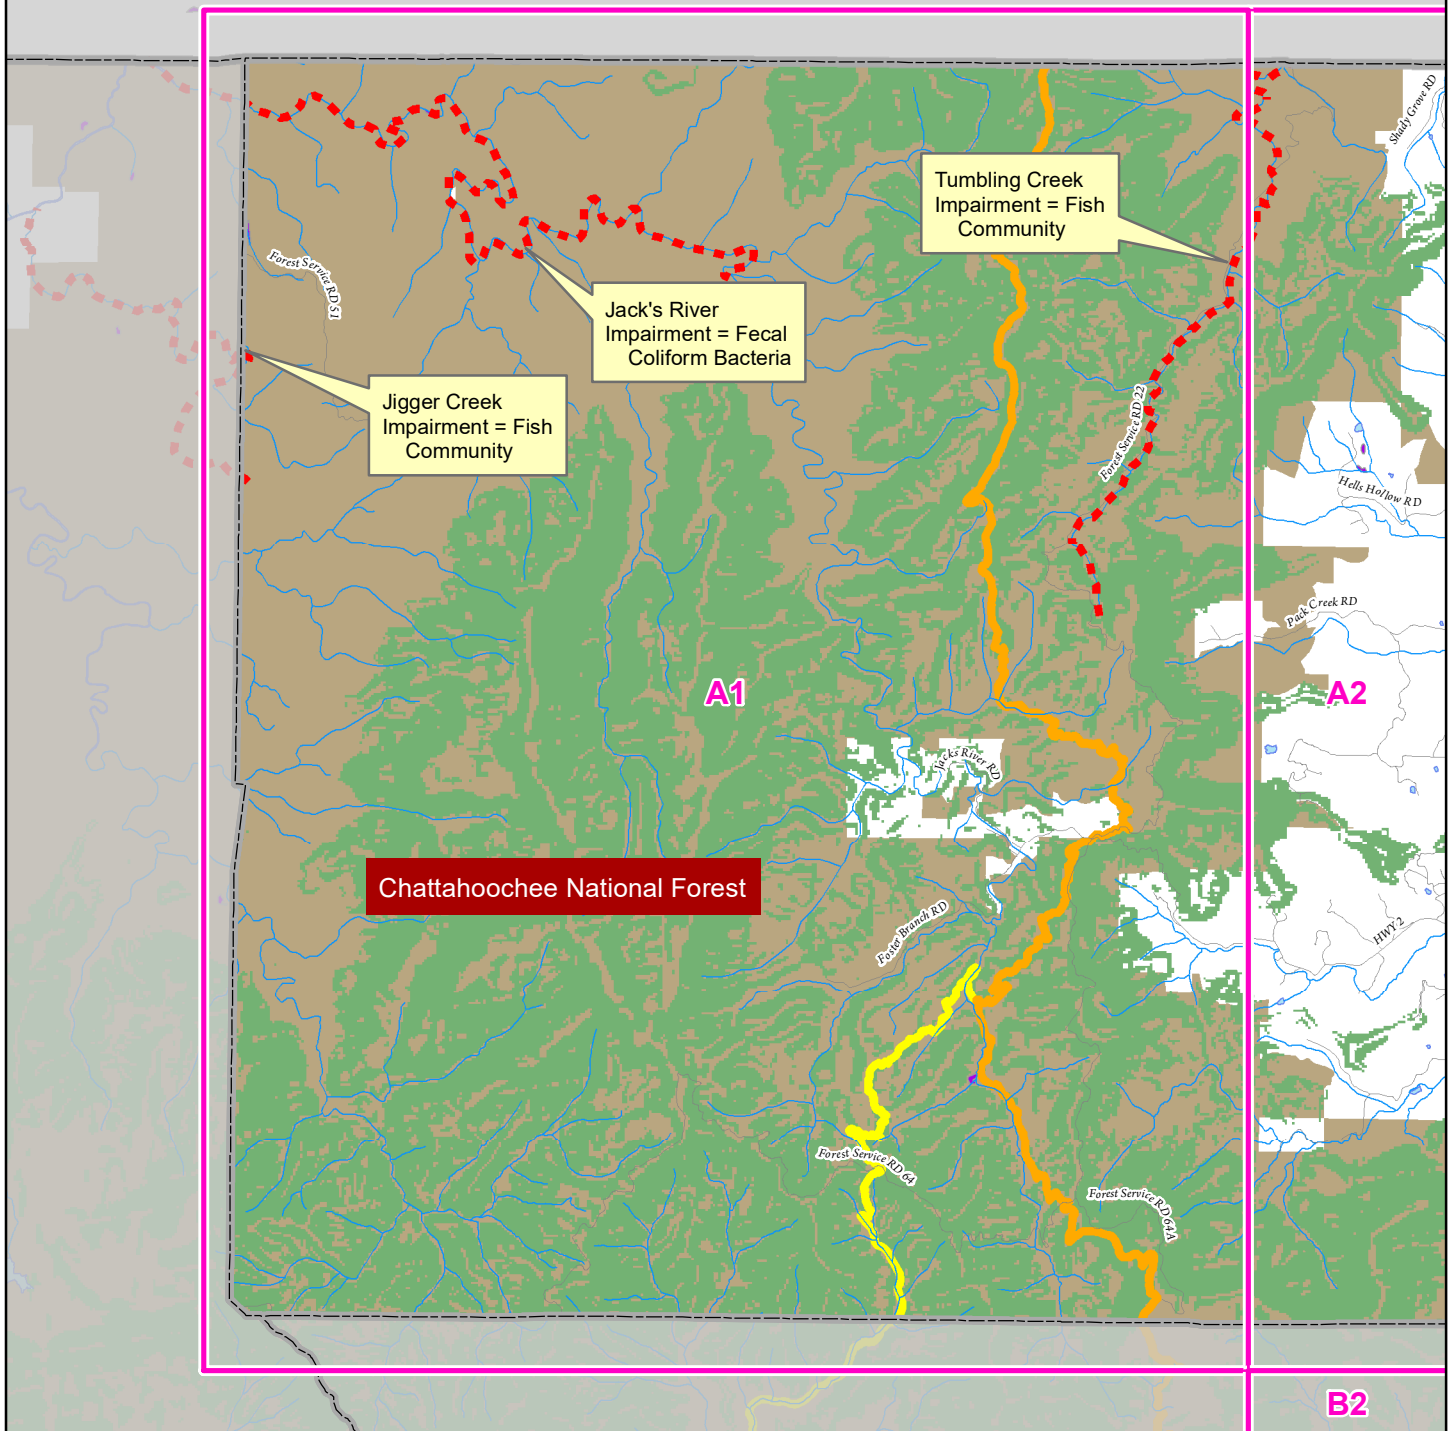 Shady Grove RD
Tumbling Creek
Impairment = Fish
Community
Forest Service RD 51
Jack's River
Impairment = Fecal
Coliform Bacteria
Jigger Creek
Impairment = Fish
Community
Forest Service RD 22
Hells Hollow RD
Pack Creek RD
A1
A2
Jacks River RD
Chattahoochee National Forest
Foster Branch RD
HWY 2
Forest Service RD 64
Forest Service RD 64A
B2